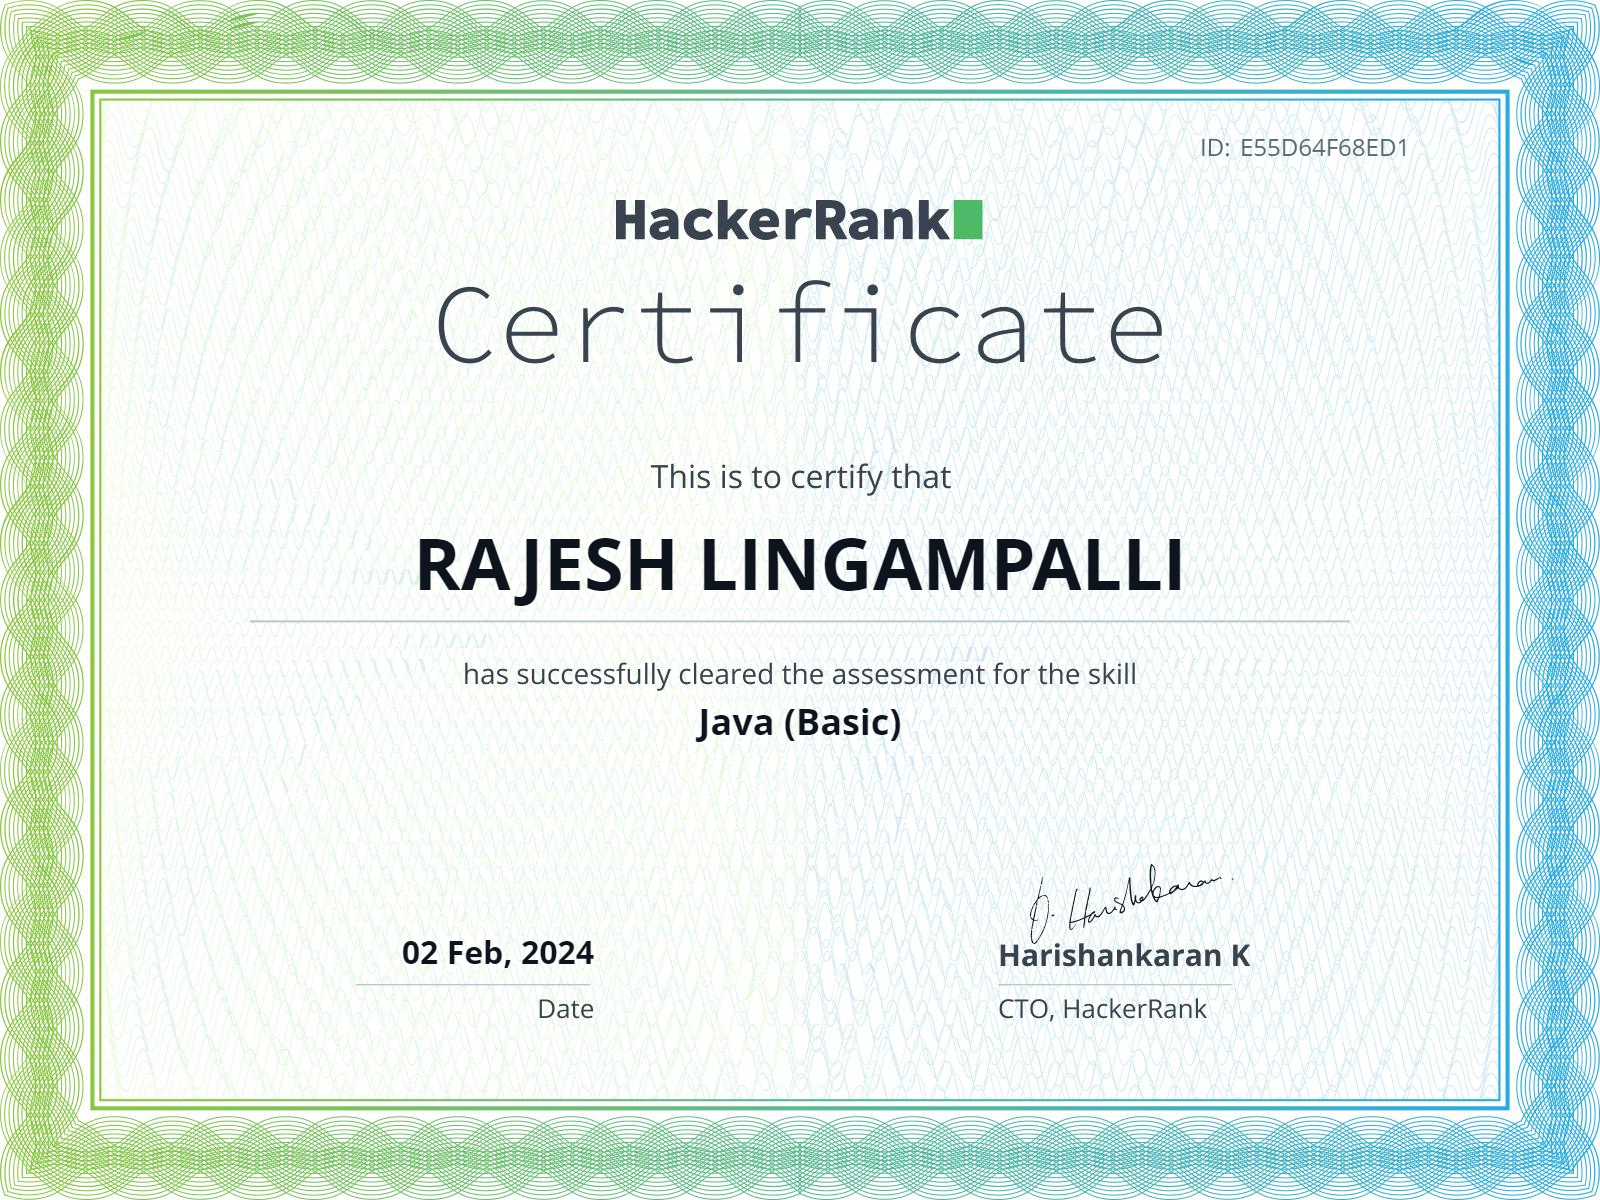 ID: E55D64F68ED1
HackerRank
Certificate
This is to certify that
RAJESH LINGAMPALLI
has successfully cleared the assessment for the skill
Java (Basic)
J. Harishankaran
02 Feb, 2024
Harishankaran K
Date
CTO, HackerRank